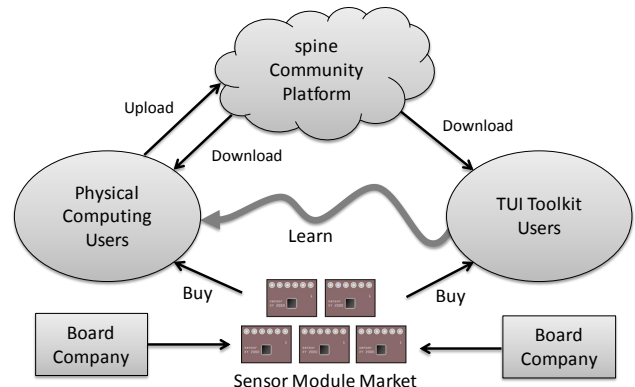 spine
Community
Platform
Upload
Download
Download
Physical
Computing
Users
TUI Toolkit
Users
Learn
Buy
Buy
Board
Company
Board
Company
Sensor Module Market